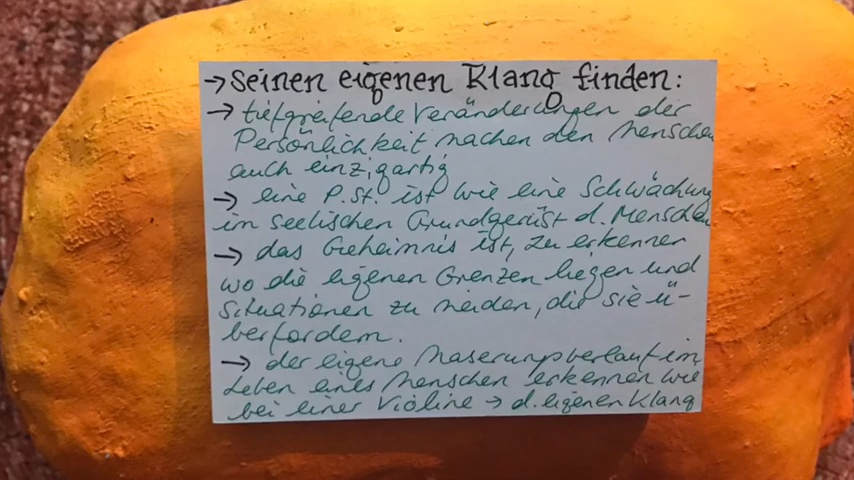 → Seinen eigenen Klang finden:
→ tiefgreifende Veränderungen der
Persönlichkeit machen den Menschen
auch einzigartig
→ eine P.St. ist wie eine Schwächung
im seelischen Grundgerüst d. Menschen
→ das Geheimnis ist, zu erkennen
wo die eigenen Grenzen liegen und
Situationen zu meiden, die sie ü-
berfordern.
→ der eigene Maserungsverlauf im
Leben eines Menschen erkennen wie
bei einer Violine → d. eigenen Klang